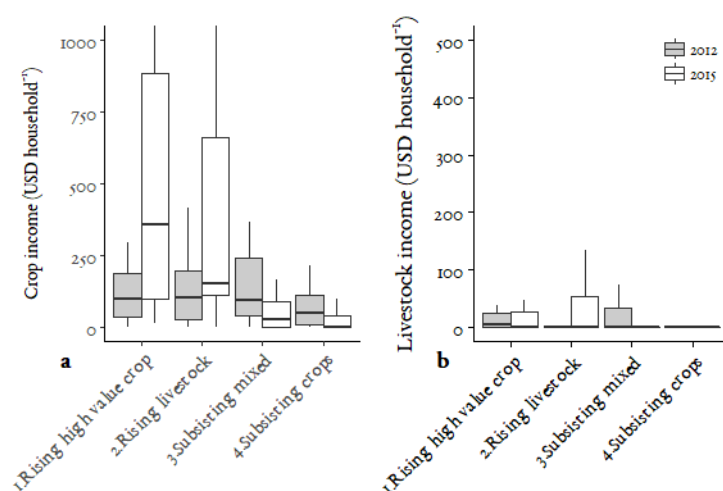 Crop income (USD household⁻¹)
1000
750
500
250
0
a
1.Rising high value crop
2.Rising livestock
3.Subsisting mixed
4.Subsisting crops
Livestock income (USD household⁻¹)
500
400
300
200
100
0
b
1.Rising high value crop
2.Rising livestock
3.Subsisting mixed
4.Subsisting crops
2012
2015